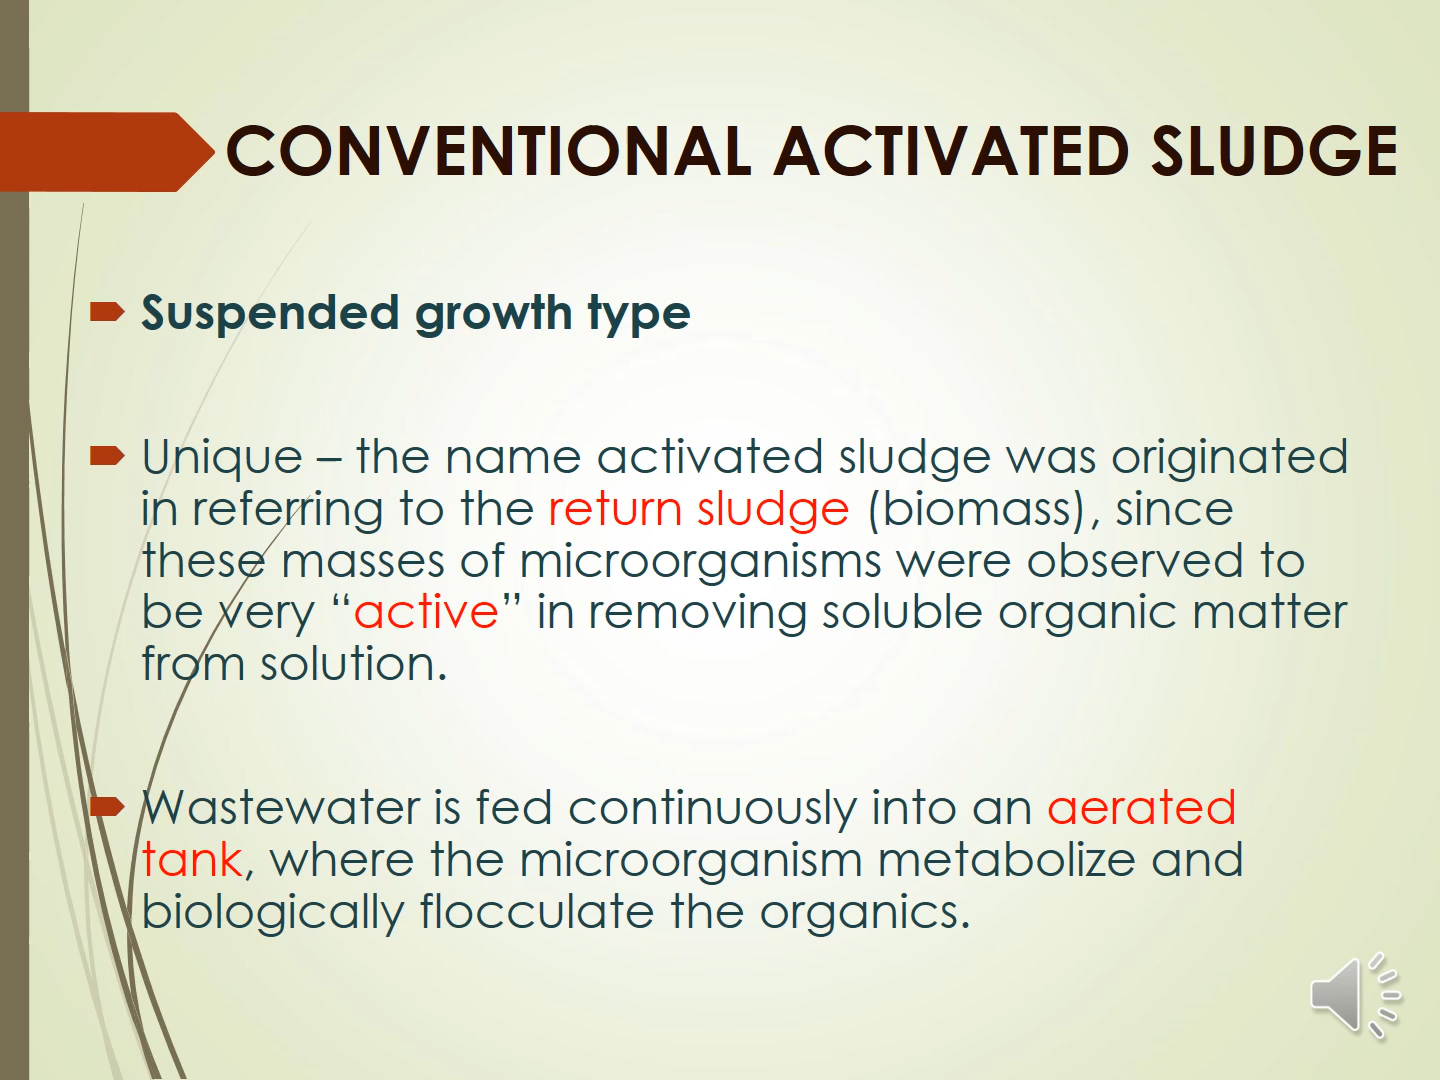 CONVENTIONAL ACTIVATED SLUDGE
Suspended growth type
Unique – the name activated sludge was originated
in referring to the return sludge (biomass), since
these masses of microorganisms were observed to
be very “active” in removing soluble organic matter
from solution.
Wastewater is fed continuously into an aerated
tank, where the microorganism metabolize and
biologically flocculate the organics.